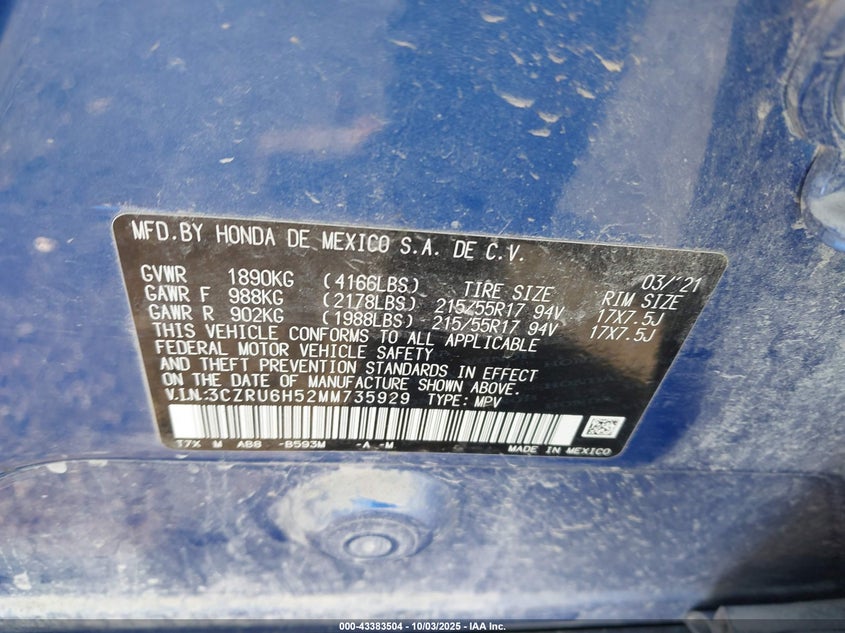 MFD.BY HONDA DE MEXICO S.A. DE C.V.
03/'21
GVWR 1890KG (4166LBS) TIRE SIZE RIM SIZE
GAWR F 988KG (2178LBS) 215/55R17 94V 17X7.5J
GAWR R 902KG (1988LBS) 215/55R17 94V 17X7.5J
THIS VEHICLE CONFORMS TO ALL APPLICABLE
FEDERAL MOTOR VEHICLE SAFETY
AND THEFT PREVENTION STANDARDS IN EFFECT
ON THE DATE OF MANUFACTURE SHOWN ABOVE.
V.I.N.:3CZRU6H52MM735929 TYPE: MPV
T7X M ABS -B593M -A -M
MADE IN MEXICO
000-43383504 | 10/03/2025 - IAA Inc.